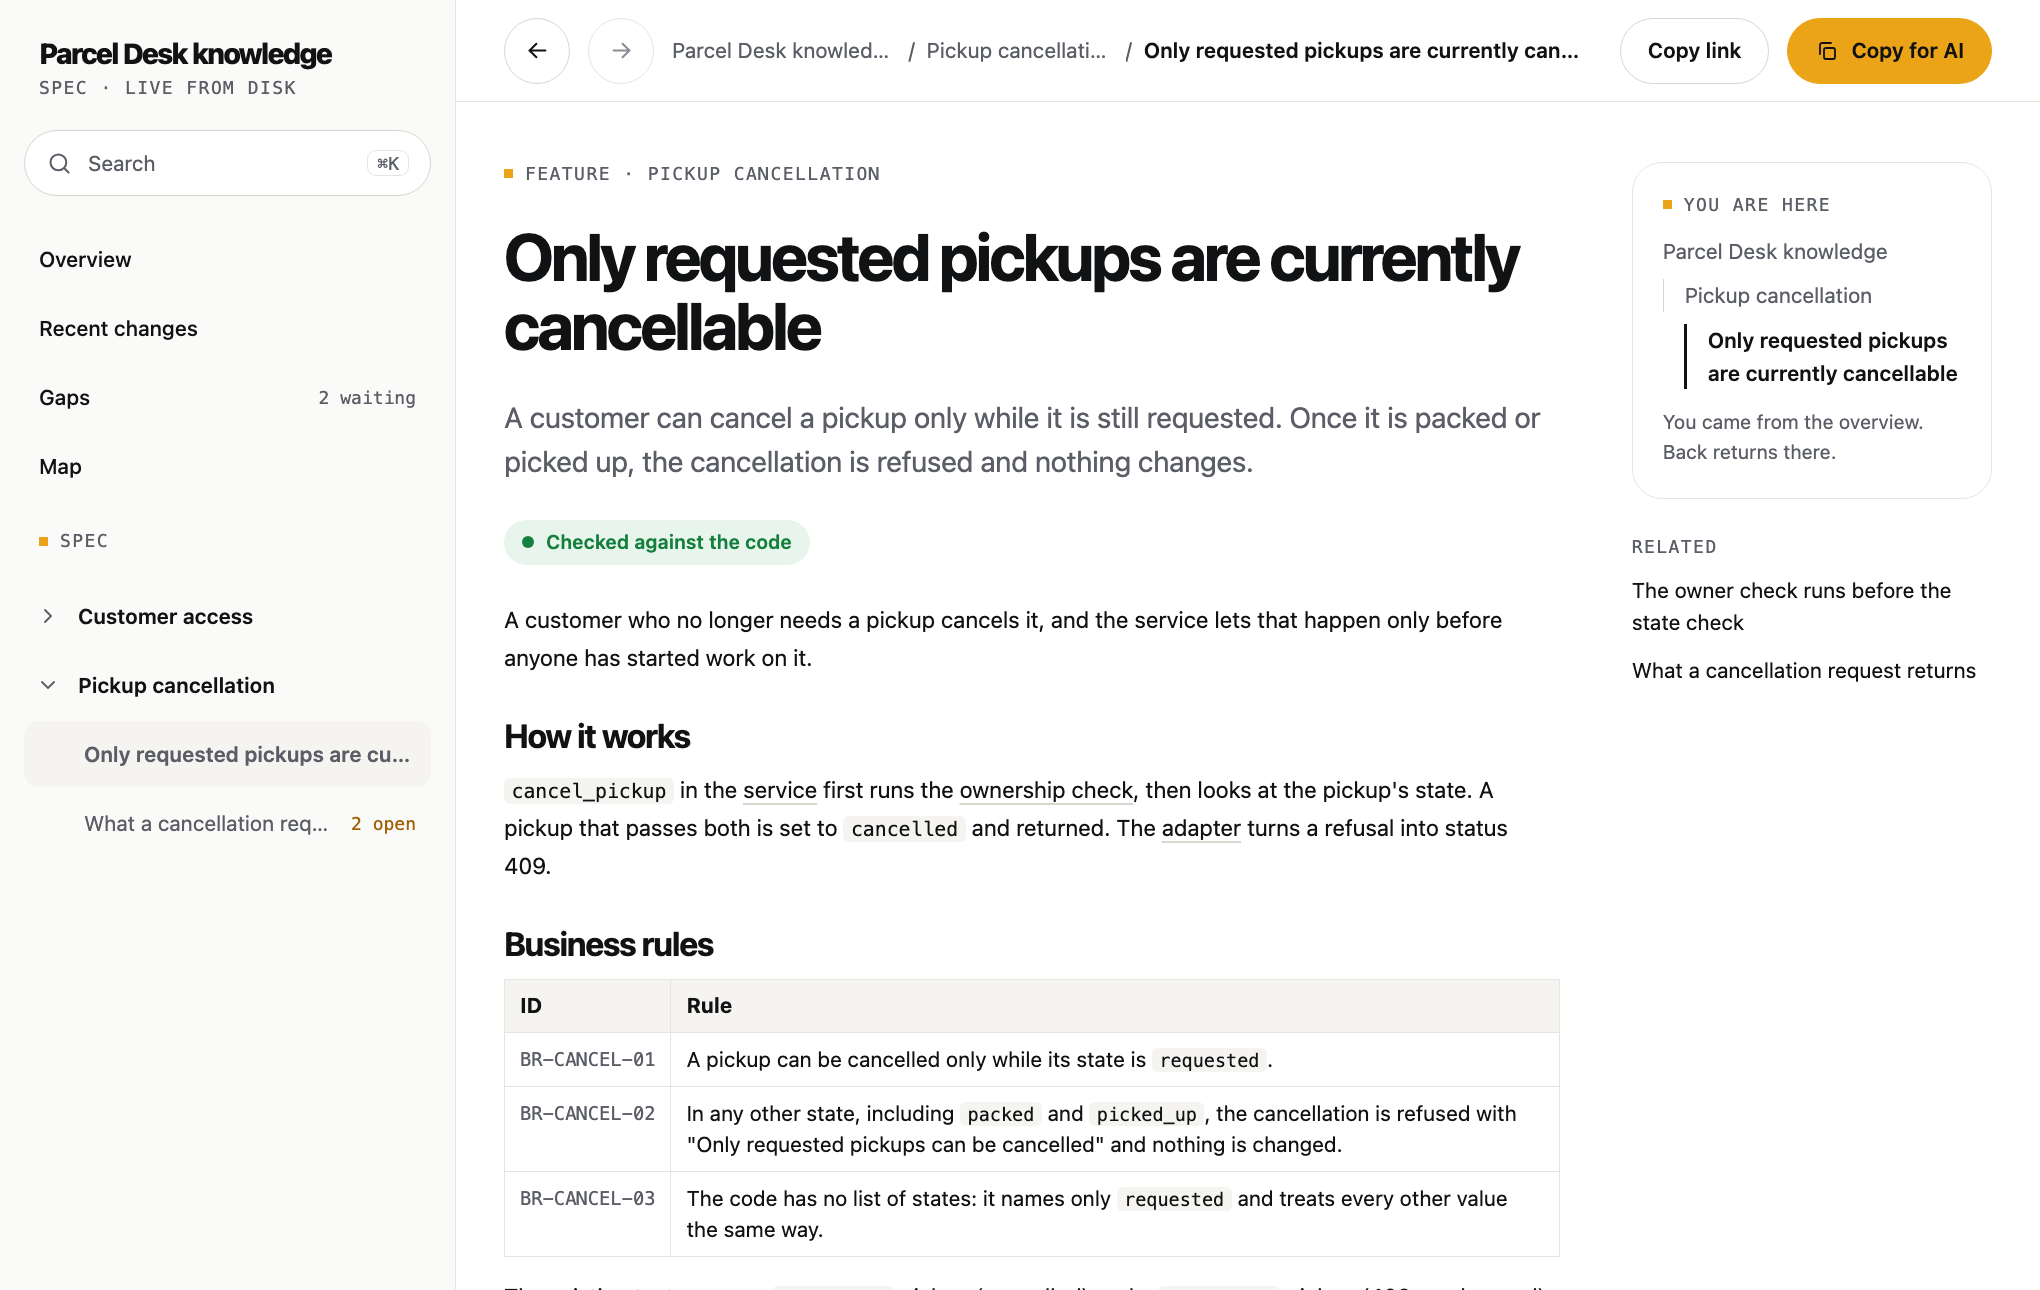 Parcel Desk knowledge
SPEC · LIVE FROM DISK
Search
⌘K
Overview
Recent changes
Gaps
2 waiting
Map
SPEC
Customer access
Pickup cancellation
Only requested pickups are cu...
What a cancellation req...
2 open
Parcel Desk knowled... / Pickup cancellati... / Only requested pickups are currently can...
Copy link
Copy for AI
FEATURE · PICKUP CANCELLATION
Only requested pickups are currently
cancellable
A customer can cancel a pickup only while it is still requested. Once it is packed or
picked up, the cancellation is refused and nothing changes.
Checked against the code
A customer who no longer needs a pickup cancels it, and the service lets that happen only before
anyone has started work on it.
How it works
cancel_pickup in the service first runs the ownership check, then looks at the pickup's state. A
pickup that passes both is set to cancelled and returned. The adapter turns a refusal into status
409.
Business rules
ID
Rule
BR-CANCEL-01
A pickup can be cancelled only while its state is requested.
BR-CANCEL-02
In any other state, including packed and picked_up, the cancellation is refused with
"Only requested pickups can be cancelled" and nothing is changed.
BR-CANCEL-03
The code has no list of states: it names only requested and treats every other value
the same way.
YOU ARE HERE
Parcel Desk knowledge
Pickup cancellation
Only requested pickups
are currently cancellable
You came from the overview.
Back returns there.
RELATED
The owner check runs before the
state check
What a cancellation request returns